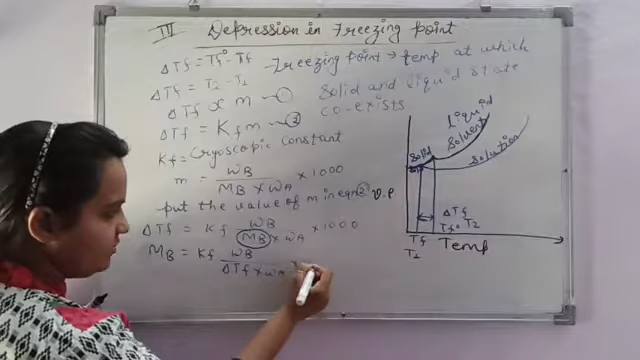 IV Depression in Freezing point
ΔTf = Tf° - Tf
-Freezing point → temp at which
Solid and Liquid state
co-exists
ΔTf = T2 - T1
ΔTf ∝ m - 1
ΔTf = Kf m - 2
Kf = Cryoscopic constant
m = WB / MB × WA × 1000
put the value of m in eqn 2
ΔTf = Kf WB / MB × WA × 1000
MB = Kf WB / ΔTf × WA ×
V.P
Liquid
Solvent
Solid
Solution
ΔTf
Tf° T2
Tf
Temp